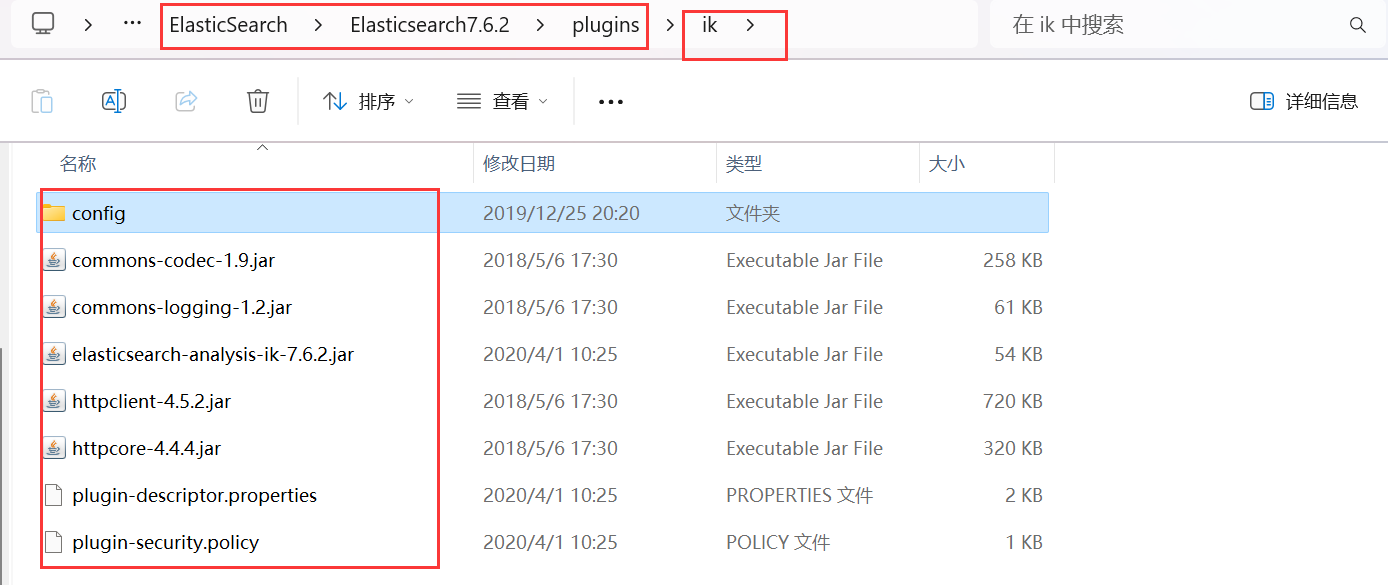 … ElasticSearch > Elasticsearch7.6.2 > plugins > ik > 在 ik 中搜索
排序 查看 … 详细信息
名称 修改日期 类型 大小
config 2019/12/25 20:20 文件夹
commons-codec-1.9.jar 2018/5/6 17:30 Executable Jar File 258 KB
commons-logging-1.2.jar 2018/5/6 17:30 Executable Jar File 61 KB
elasticsearch-analysis-ik-7.6.2.jar 2020/4/1 10:25 Executable Jar File 54 KB
httpclient-4.5.2.jar 2018/5/6 17:30 Executable Jar File 720 KB
httpcore-4.4.4.jar 2018/5/6 17:30 Executable Jar File 320 KB
plugin-descriptor.properties 2020/4/1 10:25 PROPERTIES 文件 2 KB
plugin-security.policy 2020/4/1 10:25 POLICY 文件 1 KB